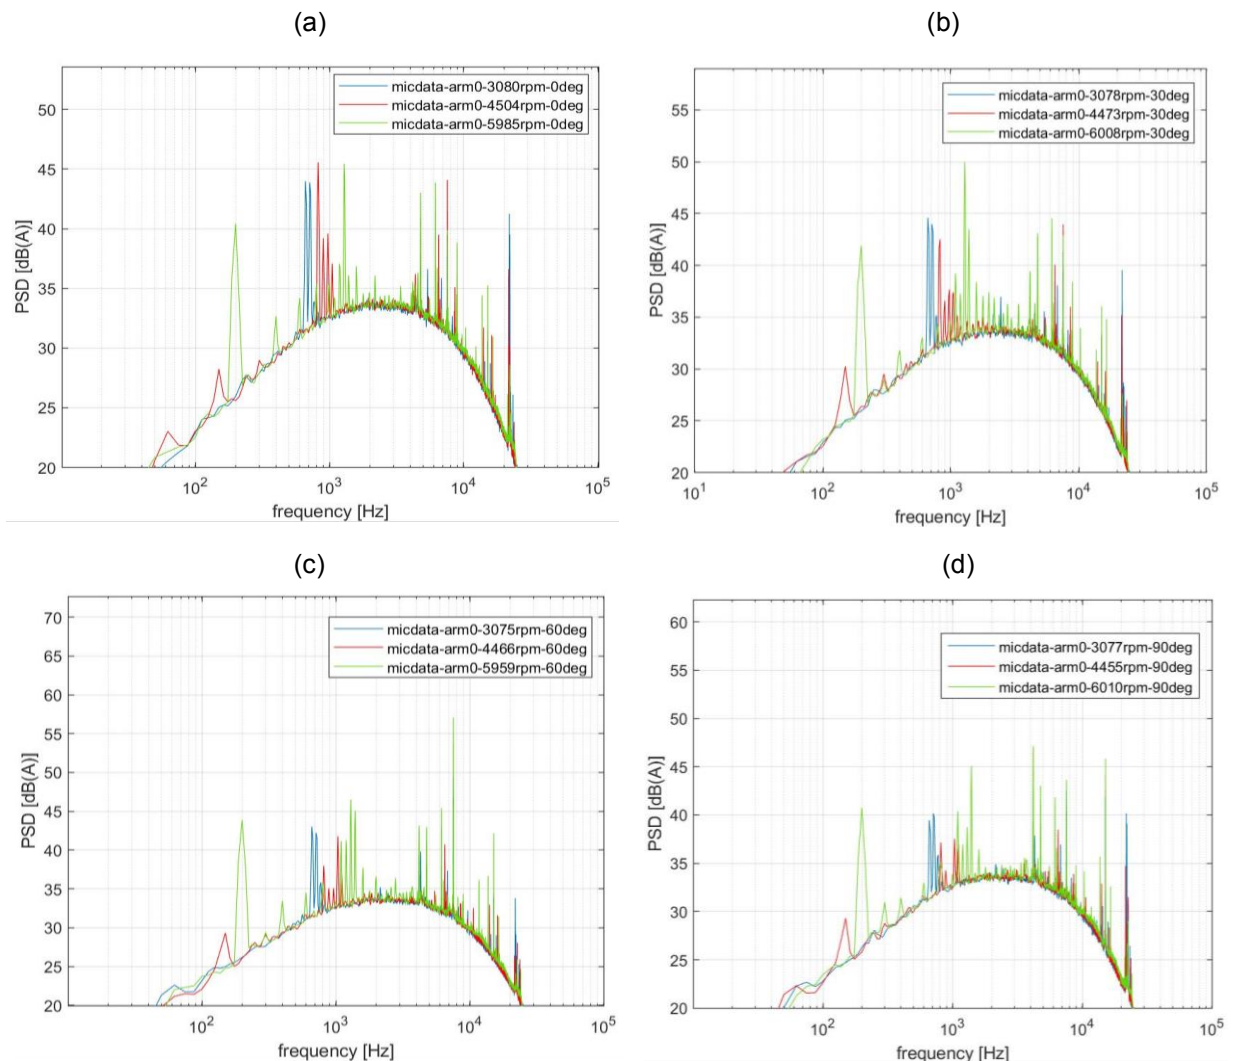 (a)
50
45
40
35
30
25
20
PSD [dB(A)]
micdata-arm0-3080rpm-0deg
micdata-arm0-4504rpm-0deg
micdata-arm0-5985rpm-0deg
10^2
10^3
10^4
10^5
frequency [Hz]
(b)
55
50
45
40
35
30
25
20
PSD [dB(A)]
micdata-arm0-3078rpm-30deg
micdata-arm0-4473rpm-30deg
micdata-arm0-6008rpm-30deg
10^1
10^2
10^3
10^4
10^5
frequency [Hz]
(c)
70
65
60
55
50
45
40
35
30
25
20
PSD [dB(A)]
micdata-arm0-3075rpm-60deg
micdata-arm0-4466rpm-60deg
micdata-arm0-5959rpm-60deg
10^2
10^3
10^4
10^5
frequency [Hz]
(d)
60
55
50
45
40
35
30
25
20
PSD [dB(A)]
micdata-arm0-3077rpm-90deg
micdata-arm0-4455rpm-90deg
micdata-arm0-6010rpm-90deg
10^2
10^3
10^4
10^5
frequency [Hz]